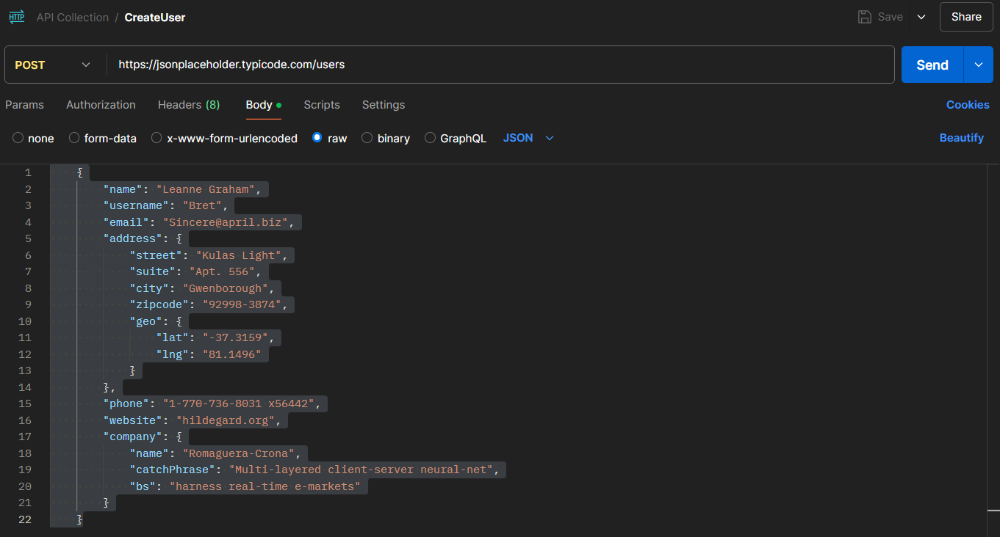 HTTP API Collection / CreateUser Save Share
POST https://jsonplaceholder.typicode.com/users Send
Params Authorization Headers (8) Body Scripts Settings Cookies
none form-data x-www-form-urlencoded raw binary GraphQL JSON Beautify
1 {
2 "name": "Leanne Graham",
3 "username": "Bret",
4 "email": "Sincere@april.biz",
5 "address": {
6 "street": "Kulas Light",
7 "suite": "Apt. 556",
8 "city": "Gwenborough",
9 "zipcode": "92998-3874",
10 "geo": {
11 "lat": "-37.3159",
12 "lng": "81.1496"
13 }
14 },
15 "phone": "1-770-736-8031 x56442",
16 "website": "hildegard.org",
17 "company": {
18 "name": "Romaguera-Crona",
19 "catchPhrase": "Multi-layered client-server neural-net",
20 "bs": "harness real-time e-markets"
21 }
22 }